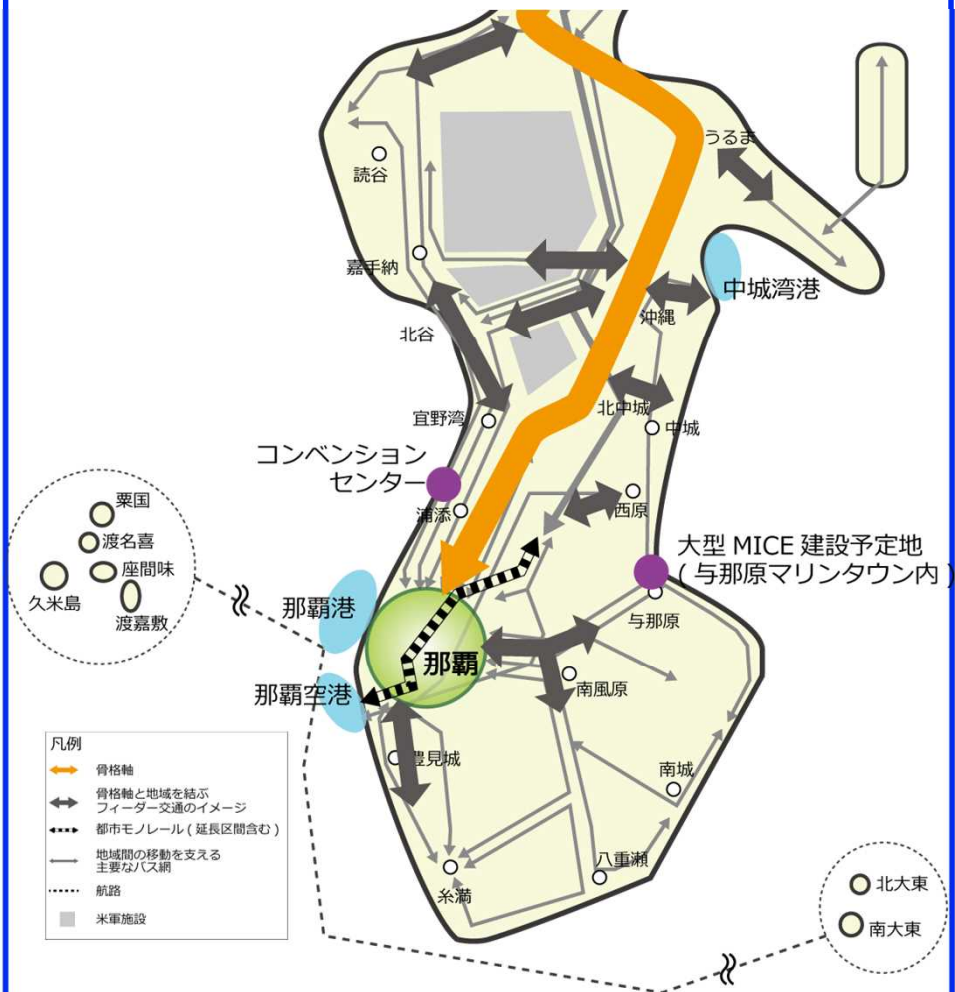 うるま
読谷
嘉手納
中城湾港
沖縄
北谷
北中城
宜野湾
中城
コンベンション
センター
浦添
西原
粟国
渡名喜
座間味
久米島
渡嘉敷
大型 MICE 建設予定地
( 与那原マリンタウン内 )
那覇港
与那原
那覇
南風原
那覇空港
豊見城
南城
八重瀬
糸満
北大東
南大東
凡例
骨格軸
骨格軸と地域を結ぶ
フィーダー交通のイメージ
都市モノレール ( 延長区間含む )
地域間の移動を支える
主要なバス網
航路
米軍施設